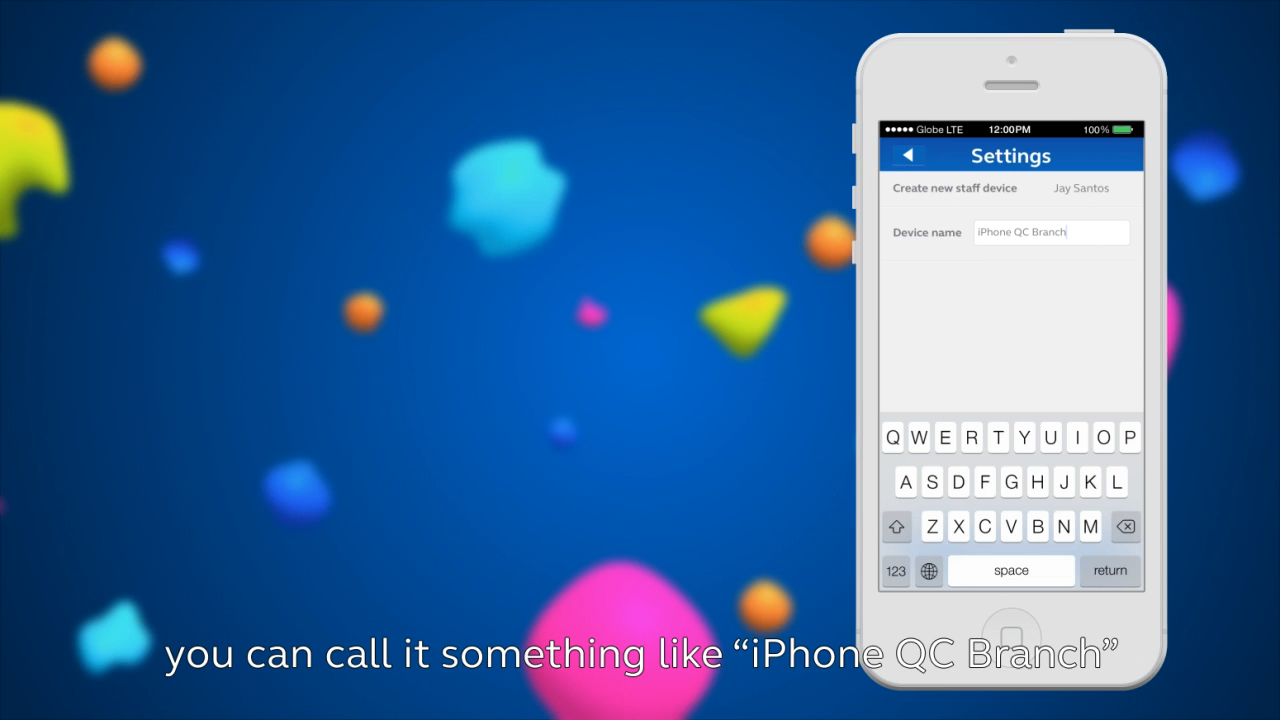 Globe LTE 12:00PM 100%
Settings
Create new staff device Jay Santos
Device name iPhone QC Branch
Q W E R T Y U I O P
A S D F G H J K L
Z X C V B N M
123 space return
you can call it something like “iPhone QC Branch”